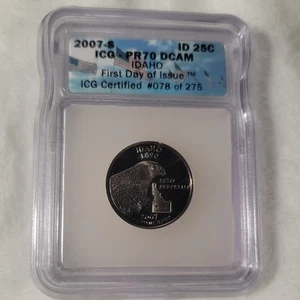 2007-S ID 25C
ICG - PR70 DCAM
IDAHO
First Day of Issue™
ICG Certified #078 of 275
IDAHO
1890
ESTO
PERPETUA
2007